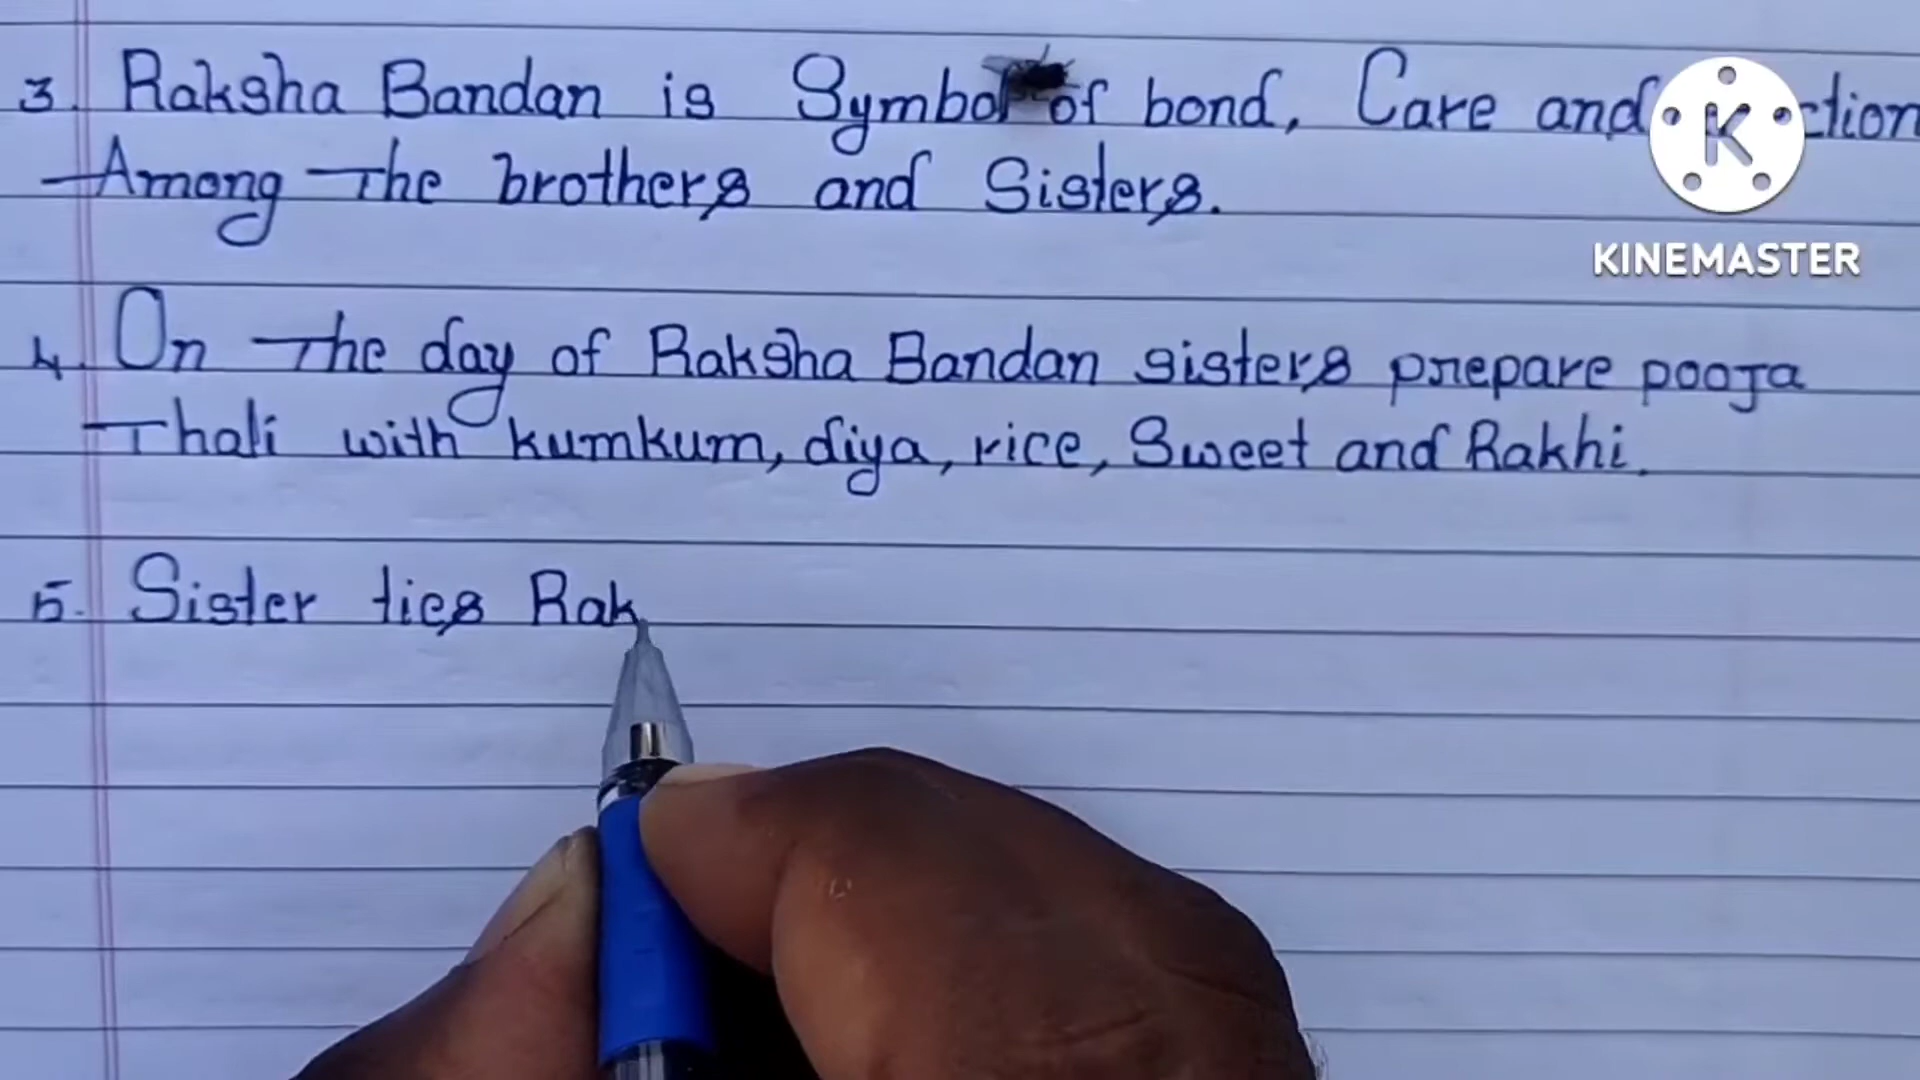 3. Raksha Bandan is Symbol of bond, Care and
Among The brothers and Sisters.
4. On The day of Raksha Bandan sisters prepare pooja
Thali with kumkum, diya, rice, Sweet and Rakhi.
5. Sister ties Rak
K
KINEMASTER